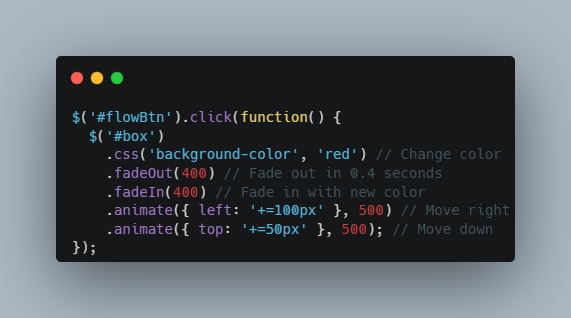 $('#flowBtn').click(function() {
  $('#box')
    .css('background-color', 'red') // Change color
    .fadeOut(400) // Fade out in 0.4 seconds
    .fadeIn(400) // Fade in with new color
    .animate({ left: '+=100px' }, 500) // Move right
    .animate({ top: '+=50px' }, 500); // Move down
});